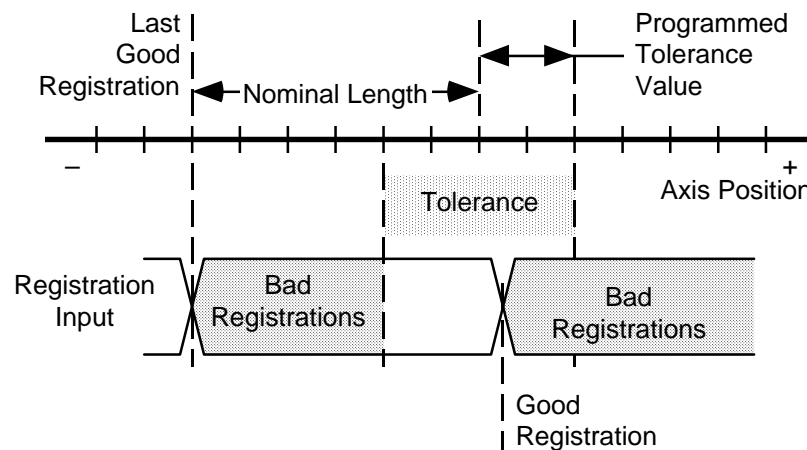 Last
Good
Registration
Nominal Length
Programmed
Tolerance
Value
–
+
Axis Position
Tolerance
Registration
Input
Bad
Registrations
Bad
Registrations
Good
Registration